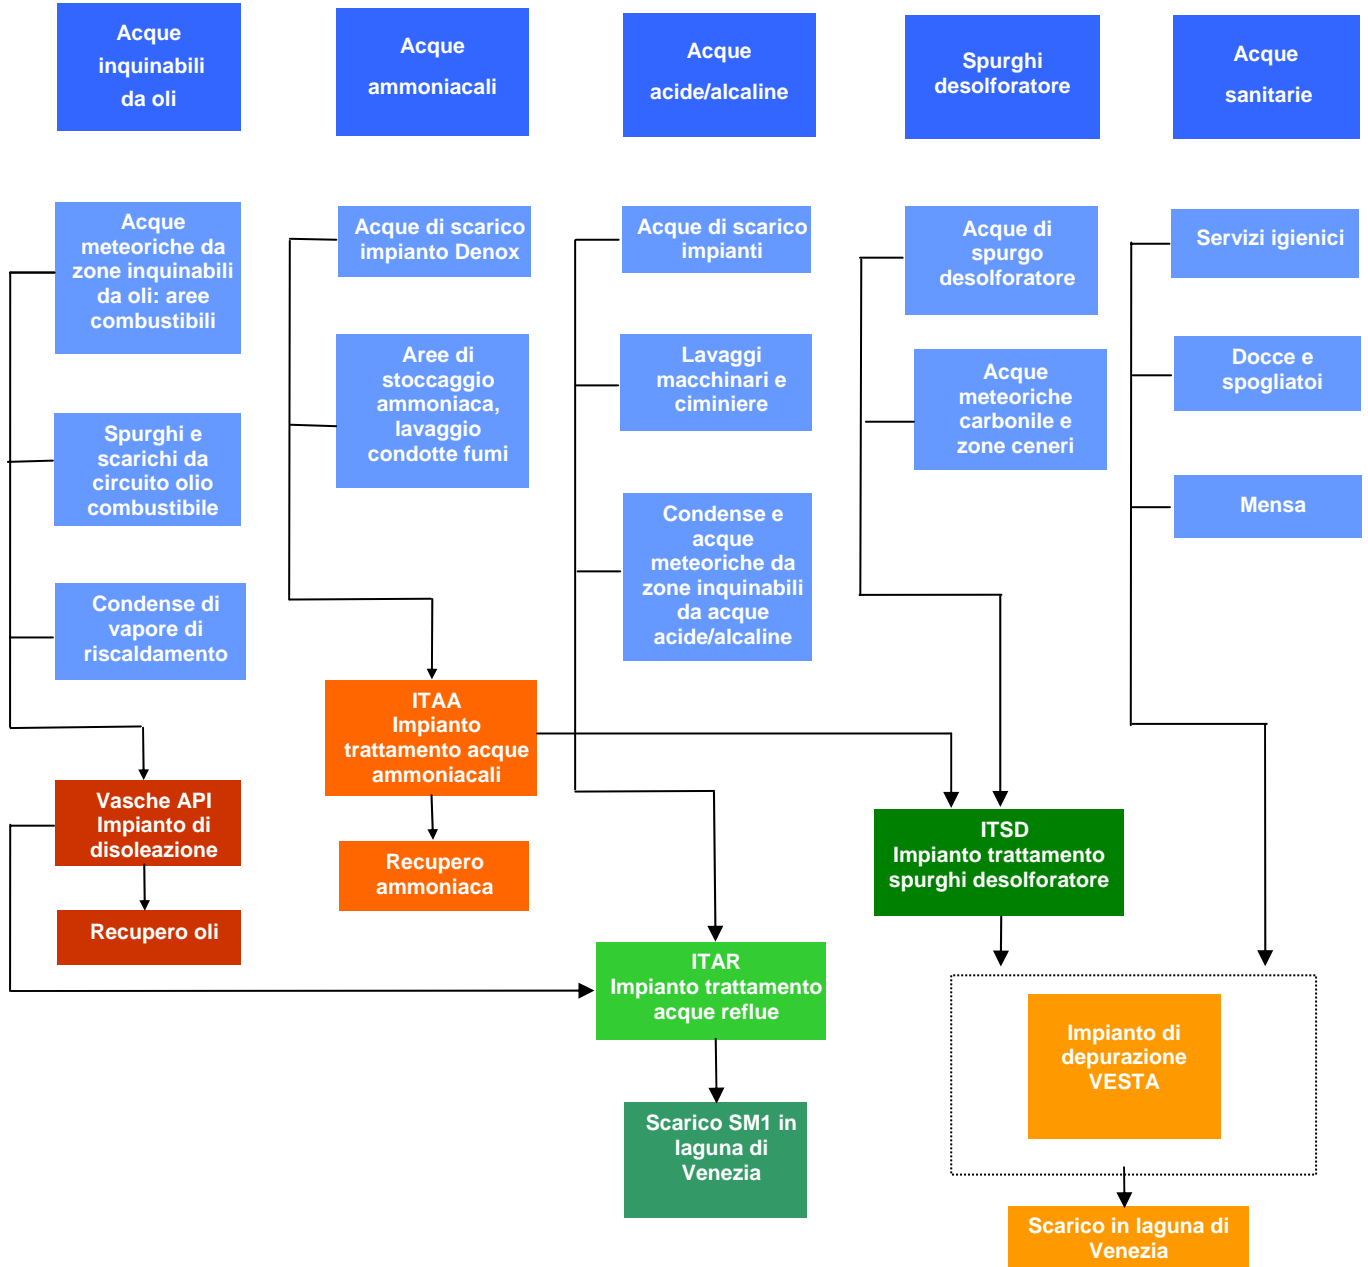 Acque
inquinabili
da oli
Acque
ammoniacali
Acque
acide/alcaline
Spurghi
desolforatore
Acque
sanitarie
Acque
meteoriche da
zone inquinabili
da oli: aree
combustibili
Acque di scarico
impianto Denox
Acque di scarico
impianti
Acque di
spurgo
desolforatore
Servizi igienici
Aree di
stoccaggio
ammoniaca,
lavaggio
condotte fumi
Lavaggi
macchinari e
ciminiere
Acque
meteoriche
carbonile e
zone ceneri
Docce e
spogliatoi
Spurghi e
scarichi da
circuito olio
combustibile
Condense e
acque
meteoriche da
zone inquinabili
da acque
acide/alcaline
Mensa
Condense di
vapore di
riscaldamento
ITAA
Impianto
trattamento acque
ammoniacali
Vasche API
Impianto di
disoleazione
Recupero
ammoniaca
ITSD
Impianto trattamento
spurghi desolforatore
Recupero oli
ITAR
Impianto trattamento
acque reflue
Impianto di
depurazione
VESTA
Scarico SM1 in
laguna di
Venezia
Scarico in laguna di
Venezia